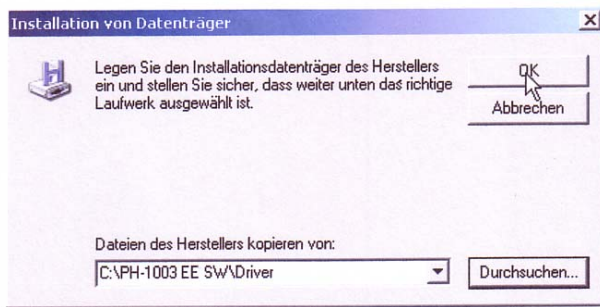 Installation von Datenträger
Legen Sie den Installationsdatenträger des Herstellers
ein und stellen Sie sicher, dass weiter unten das richtige
Laufwerk ausgewählt ist.
OK
Abbrechen
Dateien des Herstellers kopieren von:
C:\PH-1003 EE SW\Driver
Durchsuchen...